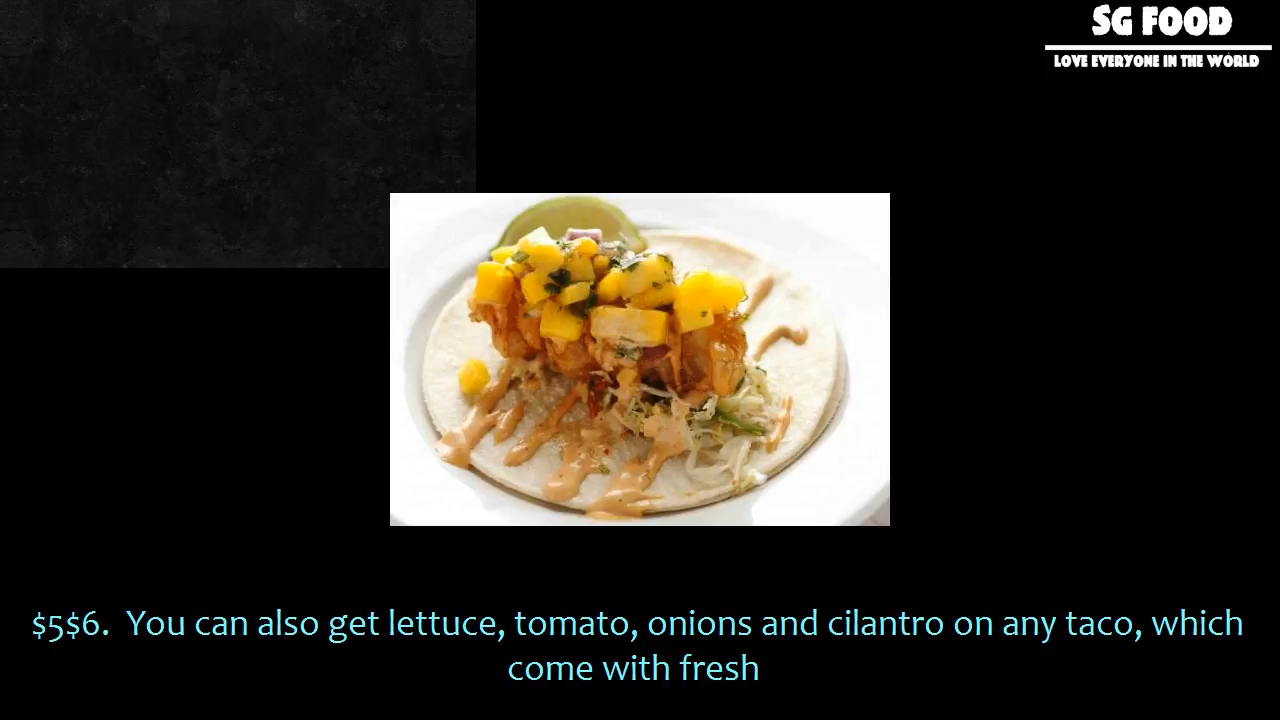 SG FOOD
LOVE EVERYONE IN THE WORLD
$5$6. You can also get lettuce, tomato, onions and cilantro on any taco, which
come with fresh